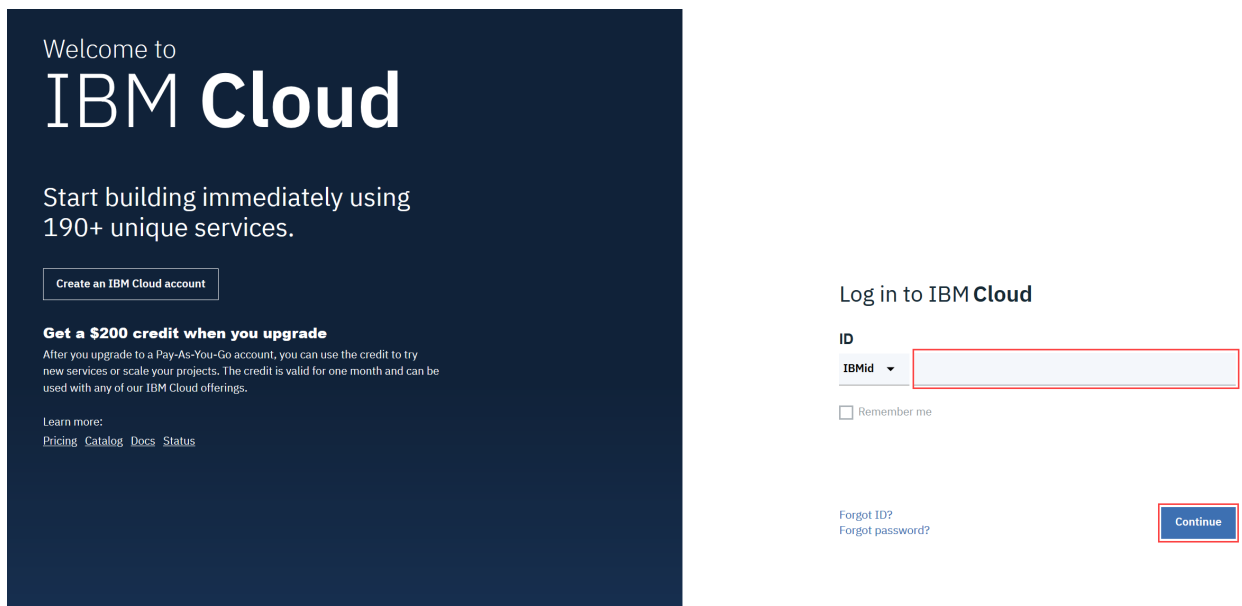 Welcome to
IBM Cloud
Start building immediately using
190+ unique services.
Create an IBM Cloud account
Get a $200 credit when you upgrade
After you upgrade to a Pay-As-You-Go account, you can use the credit to try
new services or scale your projects. The credit is valid for one month and can be
used with any of our IBM Cloud offerings.
Learn more:
Pricing Catalog Docs Status
Log in to IBM Cloud
ID
IBMid
Remember me
Forgot ID?
Forgot password?
Continue